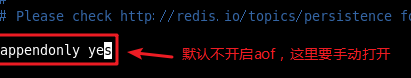 #
# Please check http://redis.io/topics/persistence fo
appendonly yes
默认不开启aof，这里要手动打开